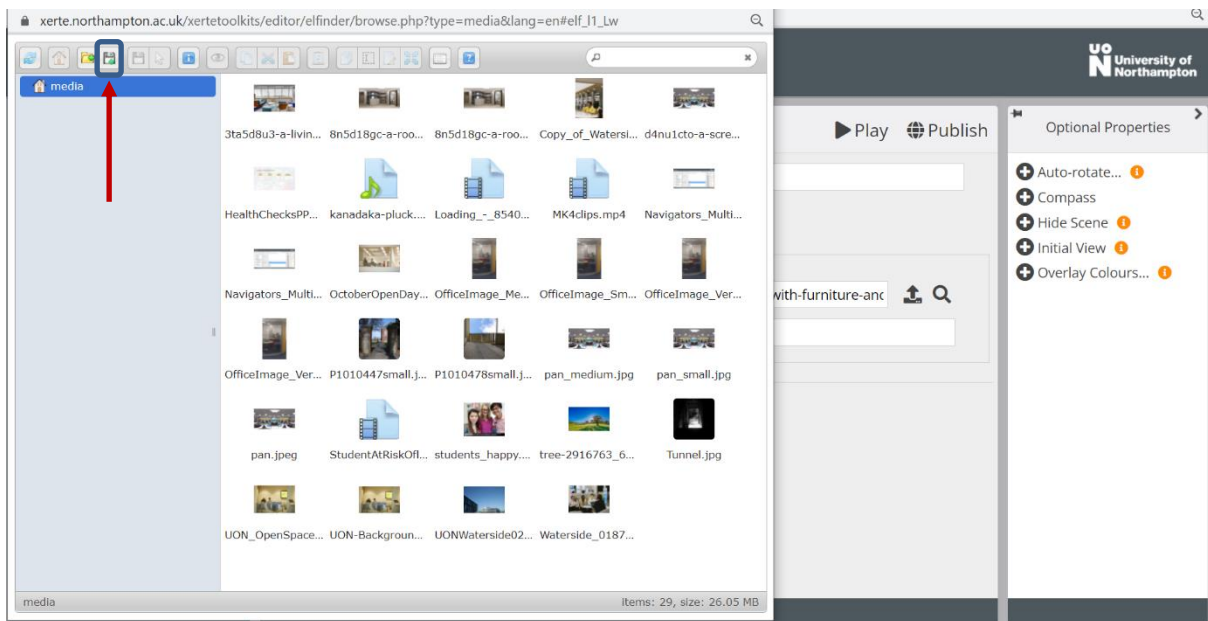 xerte.northampton.ac.uk/xertetoolkits/editor/elfinder/browse.php?type=media&lang=en#elf_l1_Lw
media
3ta5d8u3-a-livin... 8n5d18gc-a-roo... 8n5d18gc-a-roo... Copy_of_Watersi... d4nu1cto-a-scre...
HealthChecksPP... kanadaka-pluck.... Loading_-_8540... MK4clips.mp4 Navigators_Multi...
Navigators_Multi... OctoberOpenDay... OfficeImage_Me... OfficeImage_Sm... OfficeImage_Ver...
OfficeImage_Ver... P1010447small.j... P1010478small.j... pan_medium.jpg pan_small.jpg
pan.jpeg StudentAtRiskOfl... students_happy.... tree-2916763_6... Tunnel.jpg
UON_OpenSpace... UON-Backgroun... UONWaterside02... Waterside_0187...
media
items: 29, size: 26.05 MB
UO
N
University of
Northampton
Play Publish
with-furniture-anc
Optional Properties
Auto-rotate...
Compass
Hide Scene
Initial View
Overlay Colours...